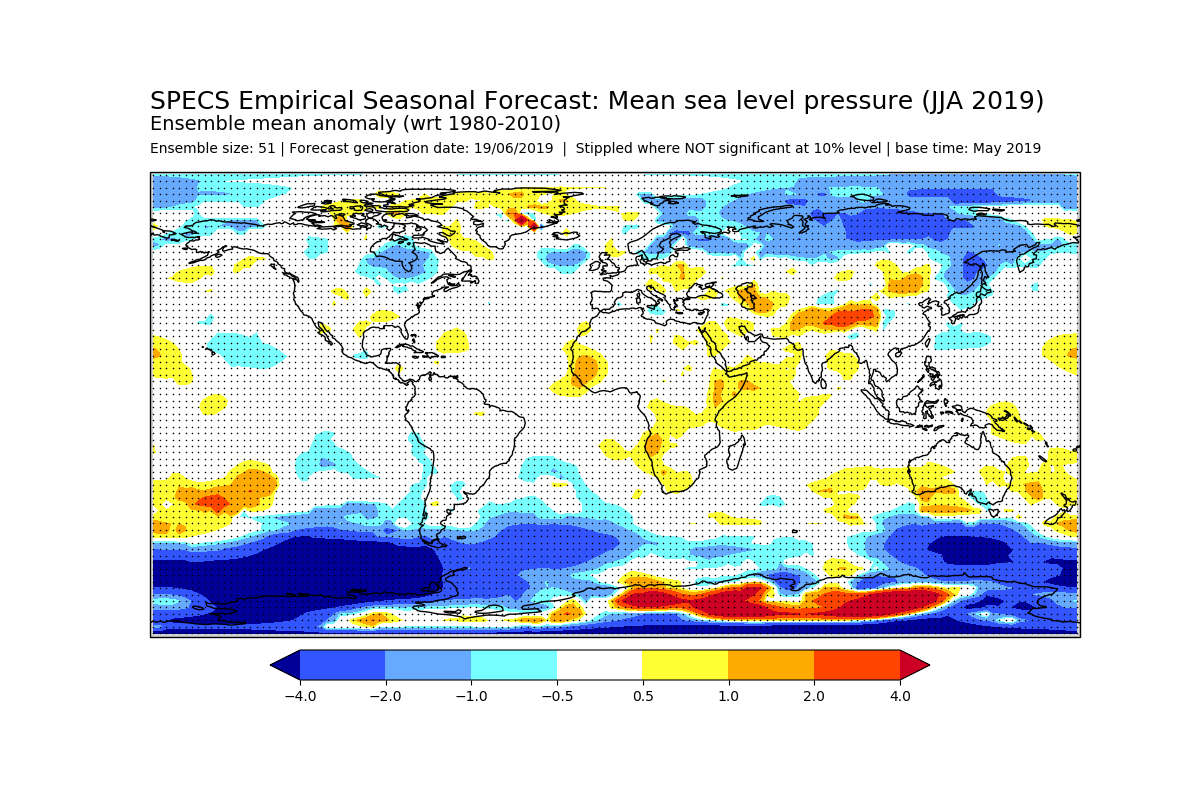 SPECS Empirical Seasonal Forecast: Mean sea level pressure (JJA 2019)
Ensemble mean anomaly (wrt 1980-2010)
Ensemble size: 51 | Forecast generation date: 19/06/2019 | Stippled where NOT significant at 10% level | base time: May 2019
−4.0 −2.0 −1.0 −0.5 0.5 1.0 2.0 4.0